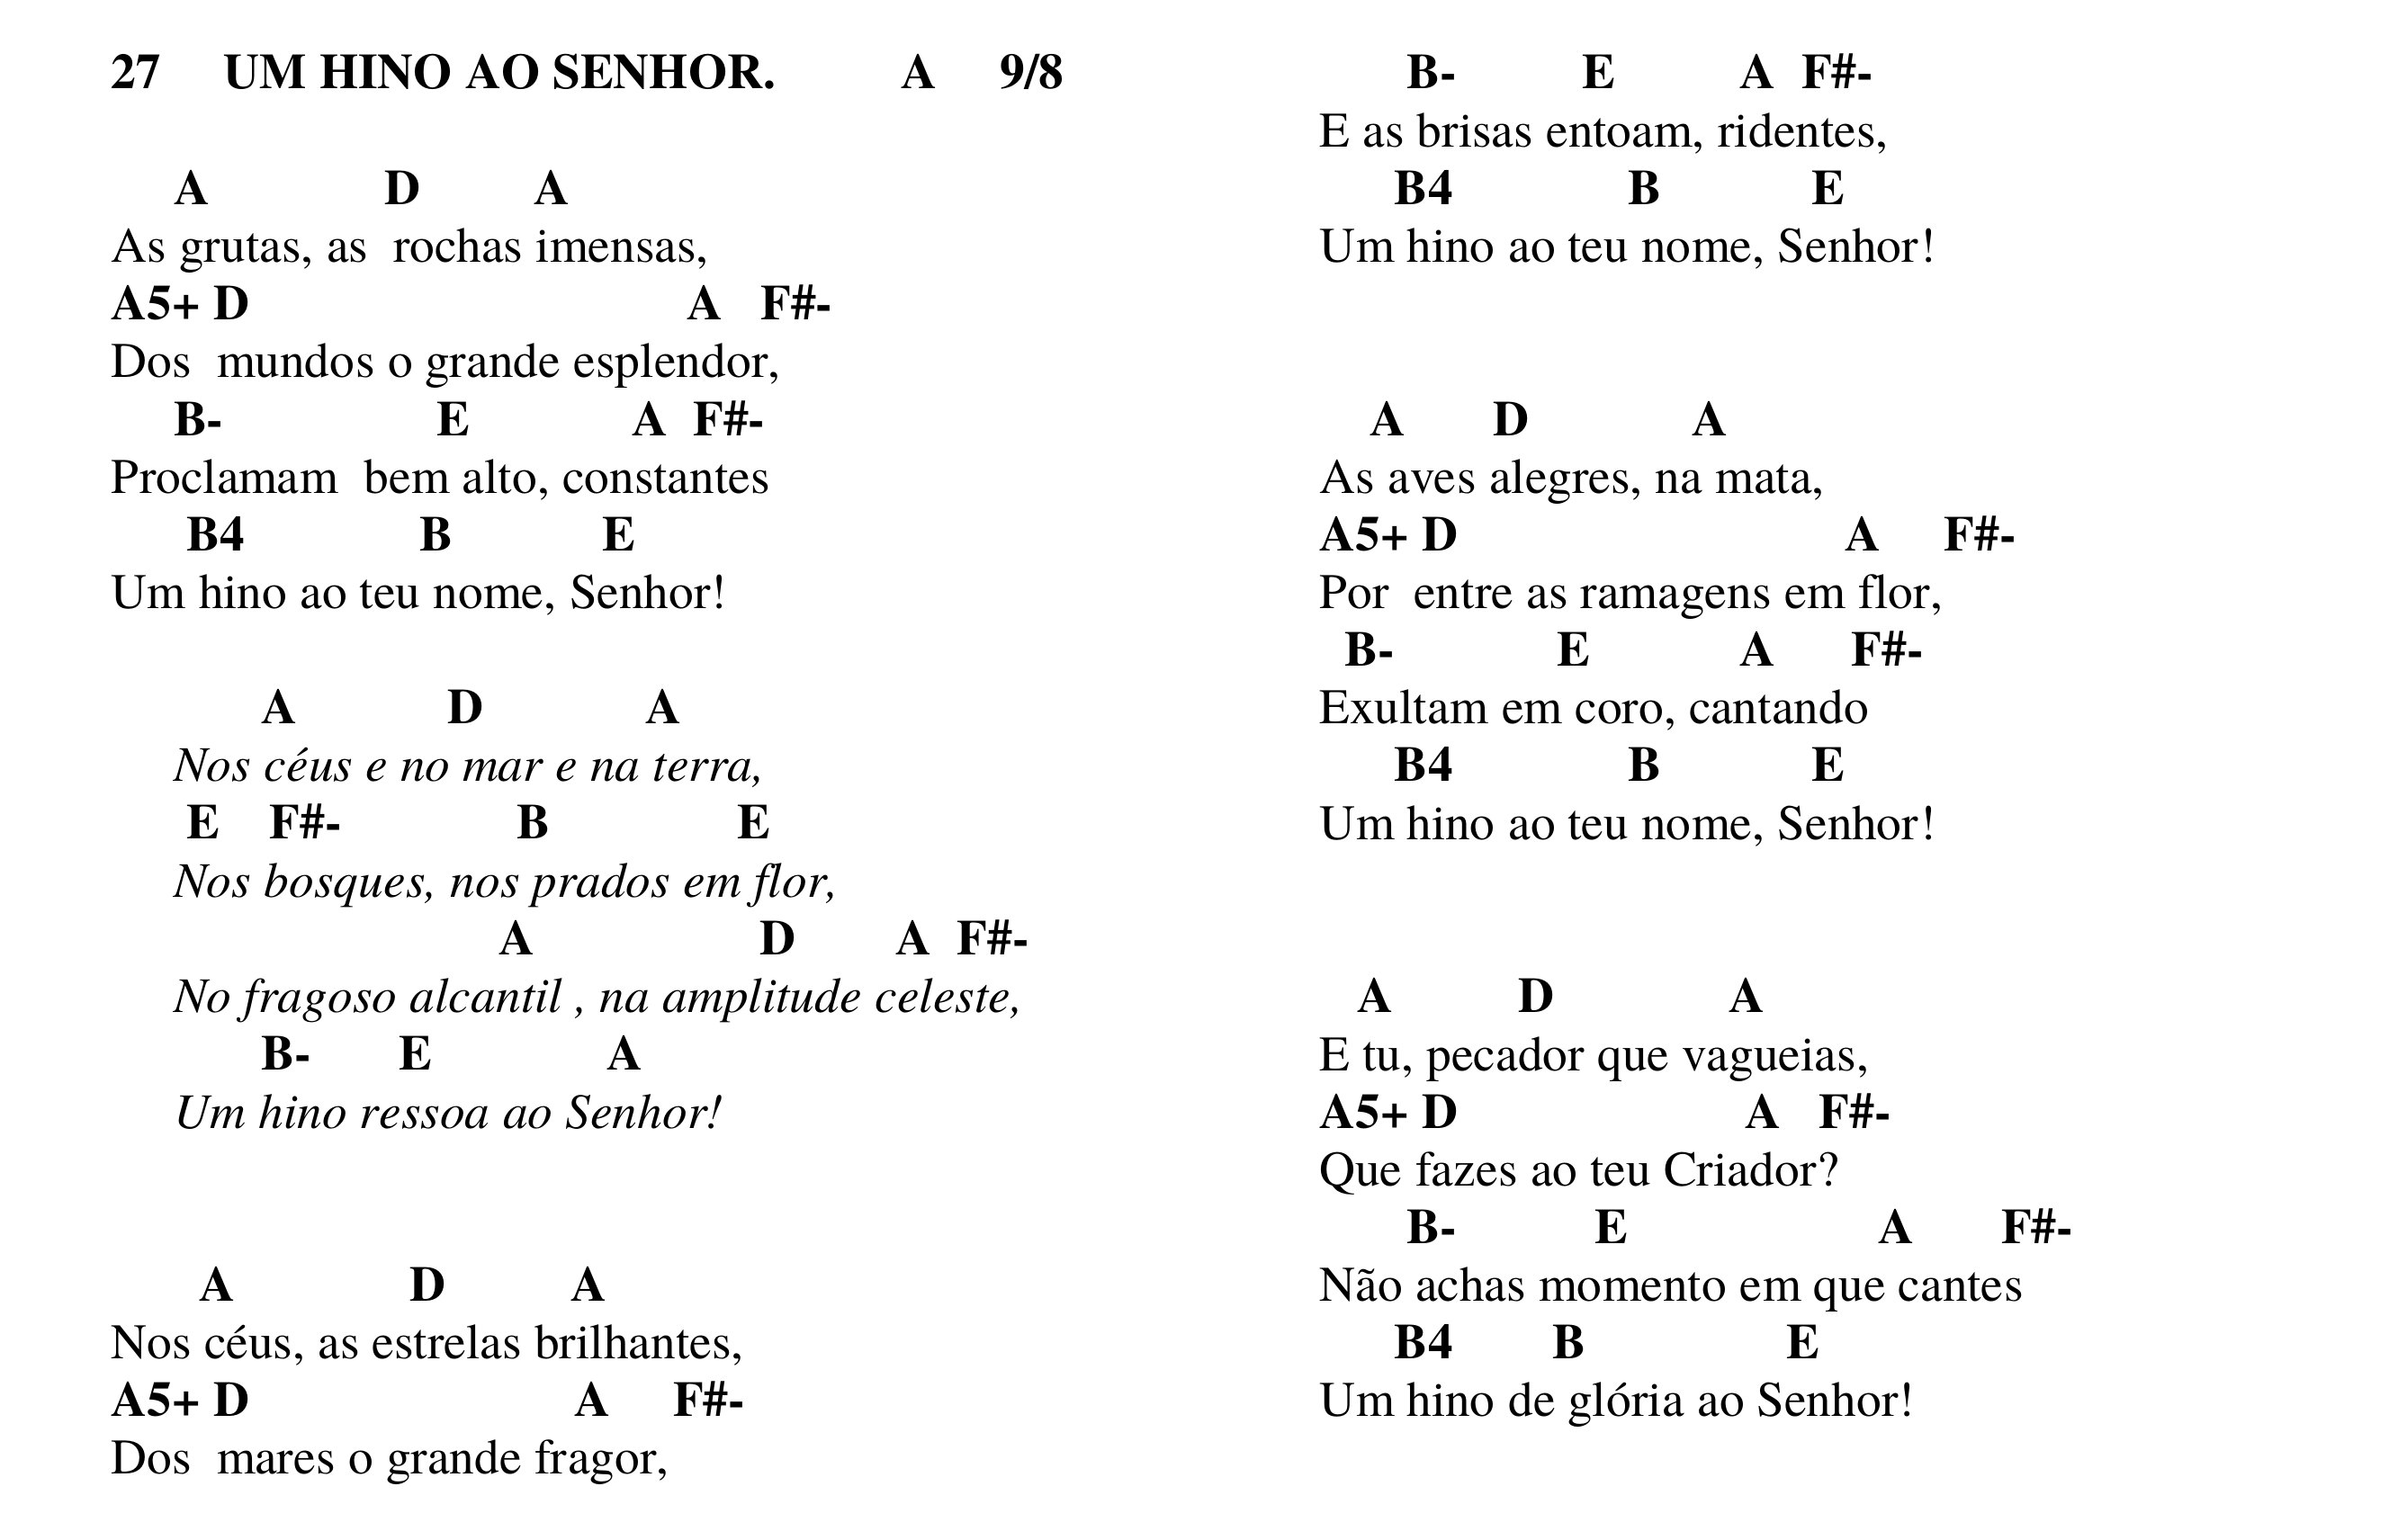 27 UM HINO AO SENHOR. A 9/8
A D A
As grutas, as rochas imensas,
A5+ D A F#-
Dos mundos o grande esplendor,
B- E A F#-
Proclamam bem alto, constantes
B4 B E
Um hino ao teu nome, Senhor!
A D A
Nos céus e no mar e na terra,
E F#- B E
Nos bosques, nos prados em flor,
A D A F#-
No fragoso alcantil , na amplitude celeste,
B- E A
Um hino ressoa ao Senhor!
A D A
Nos céus, as estrelas brilhantes,
A5+ D A F#-
Dos mares o grande fragor,
B- E A F#-
E as brisas entoam, ridentes,
B4 B E
Um hino ao teu nome, Senhor!
A D A
As aves alegres, na mata,
A5+ D A F#-
Por entre as ramagens em flor,
B- E A F#-
Exultam em coro, cantando
B4 B E
Um hino ao teu nome, Senhor!
A D A
E tu, pecador que vagueias,
A5+ D A F#-
Que fazes ao teu Criador?
B- E A F#-
Não achas momento em que cantes
B4 B E
Um hino de glória ao Senhor!